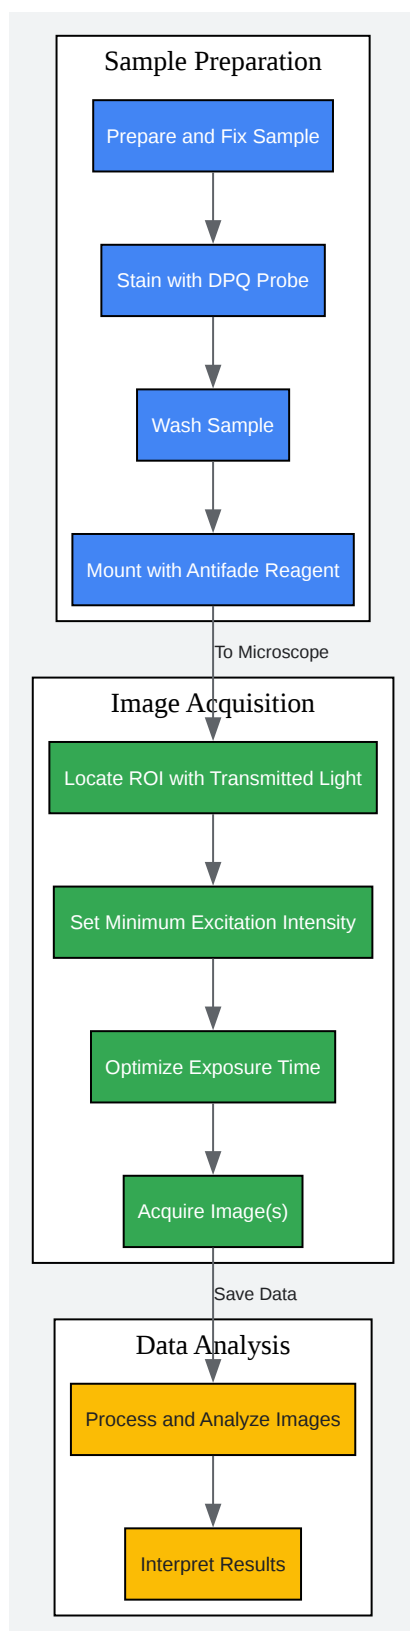 Sample Preparation
Prepare and Fix Sample
Stain with DPQ Probe
Wash Sample
Mount with Antifade Reagent
To Microscope
Image Acquisition
Locate ROI with Transmitted Light
Set Minimum Excitation Intensity
Optimize Exposure Time
Acquire Image(s)
Save Data
Data Analysis
Process and Analyze Images
Interpret Results